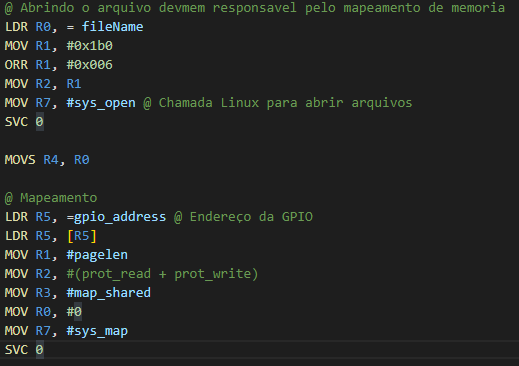 @ Abrindo o arquivo devmem responsavel pelo mapeamento de memoria
LDR R0, = fileName
MOV R1, #0x1b0
ORR R1, #0x006
MOV R2, R1
MOV R7, #sys_open @ Chamada Linux para abrir arquivos
SVC 0
MOVS R4, R0
@ Mapeamento
LDR R5, =gpio_address @ Endereço da GPIO
LDR R5, [R5]
MOV R1, #pagelen
MOV R2, #(prot_read + prot_write)
MOV R3, #map_shared
MOV R0, #0
MOV R7, #sys_map
SVC 0